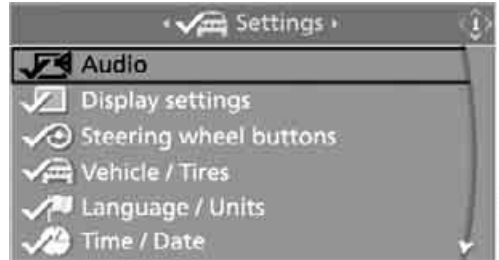 Settings
Audio
Display settings
Steering wheel buttons
Vehicle / Tires
Language / Units
Time / Date